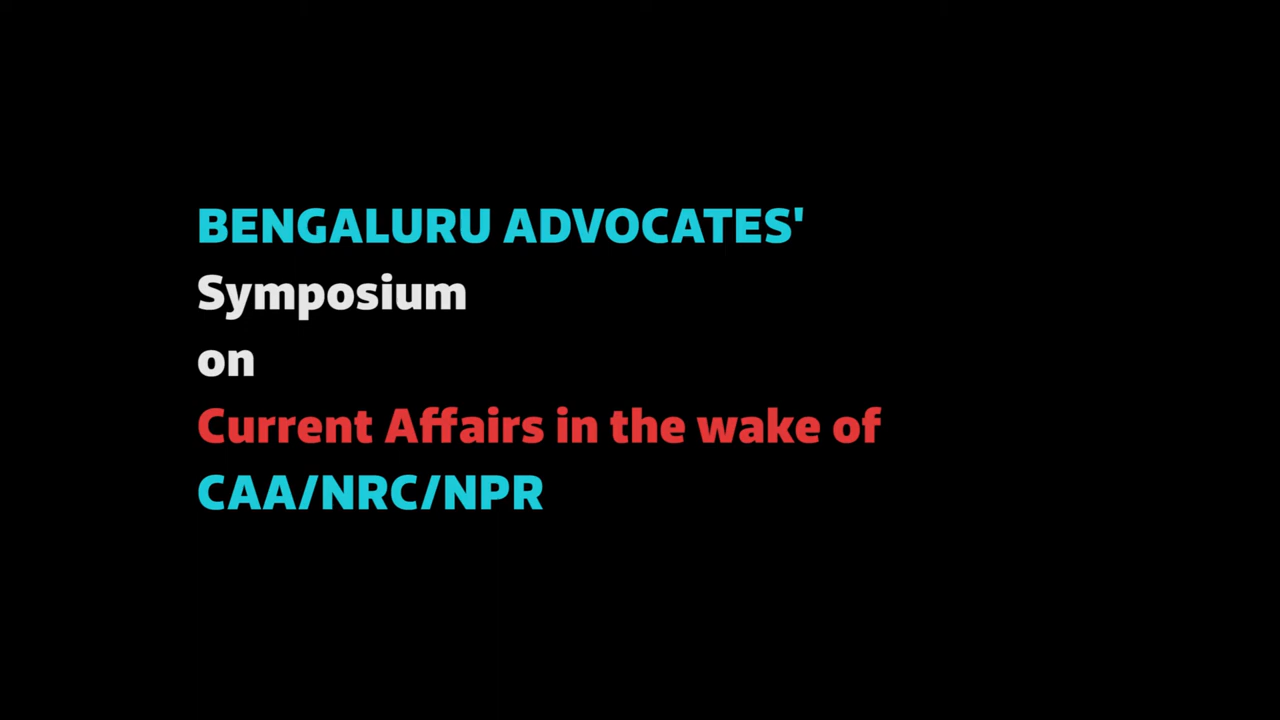 BENGALURU ADVOCATES'
Symposium
on
Current Affairs in the wake of
CAA/NRC/NPR